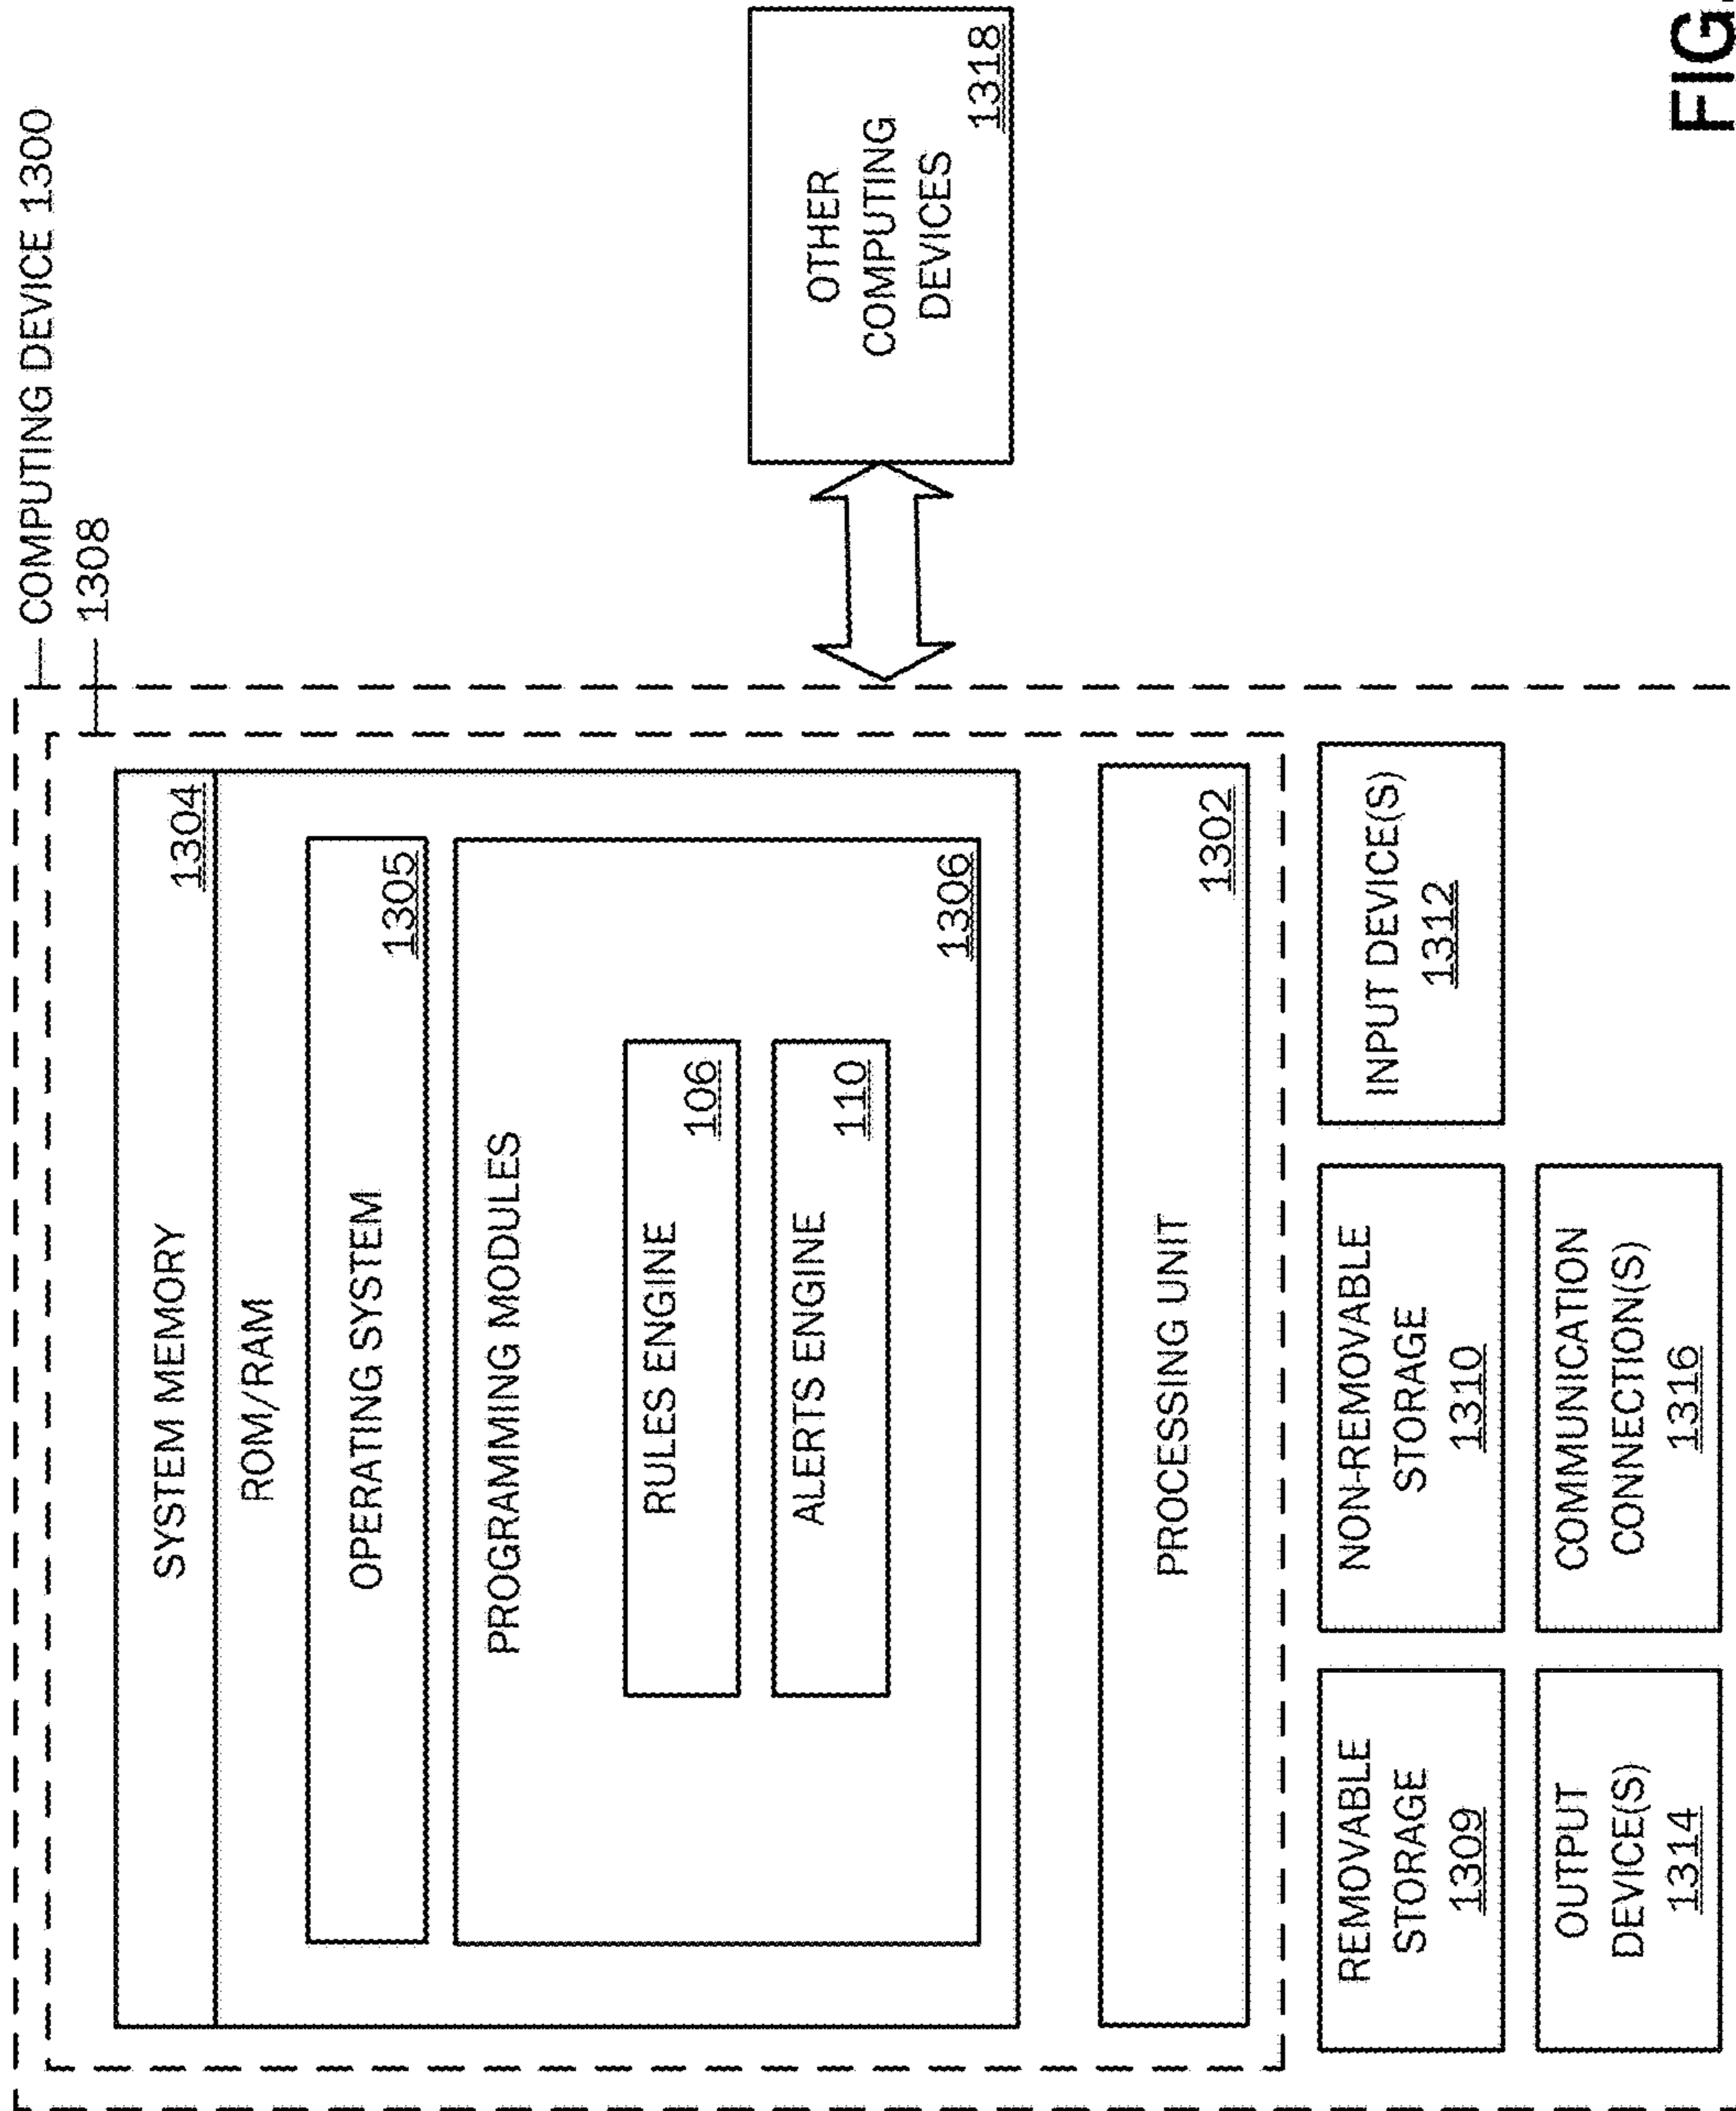 COMPUTING DEVICE 1300
1308
SYSTEM MEMORY
1304
ROM/RAM
OPERATING SYSTEM
1305
PROGRAMMING MODULES
RULES ENGINE
106
ALERTS ENGINE
110
1306
PROCESSING UNIT
1302
REMOVABLE
STORAGE
1309
NON-REMOVABLE
STORAGE
1310
INPUT DEVICE(S)
1312
OUTPUT
DEVICE(S)
1314
COMMUNICATION
CONNECTION(S)
1316
OTHER
COMPUTING
DEVICES
1318
FIG.